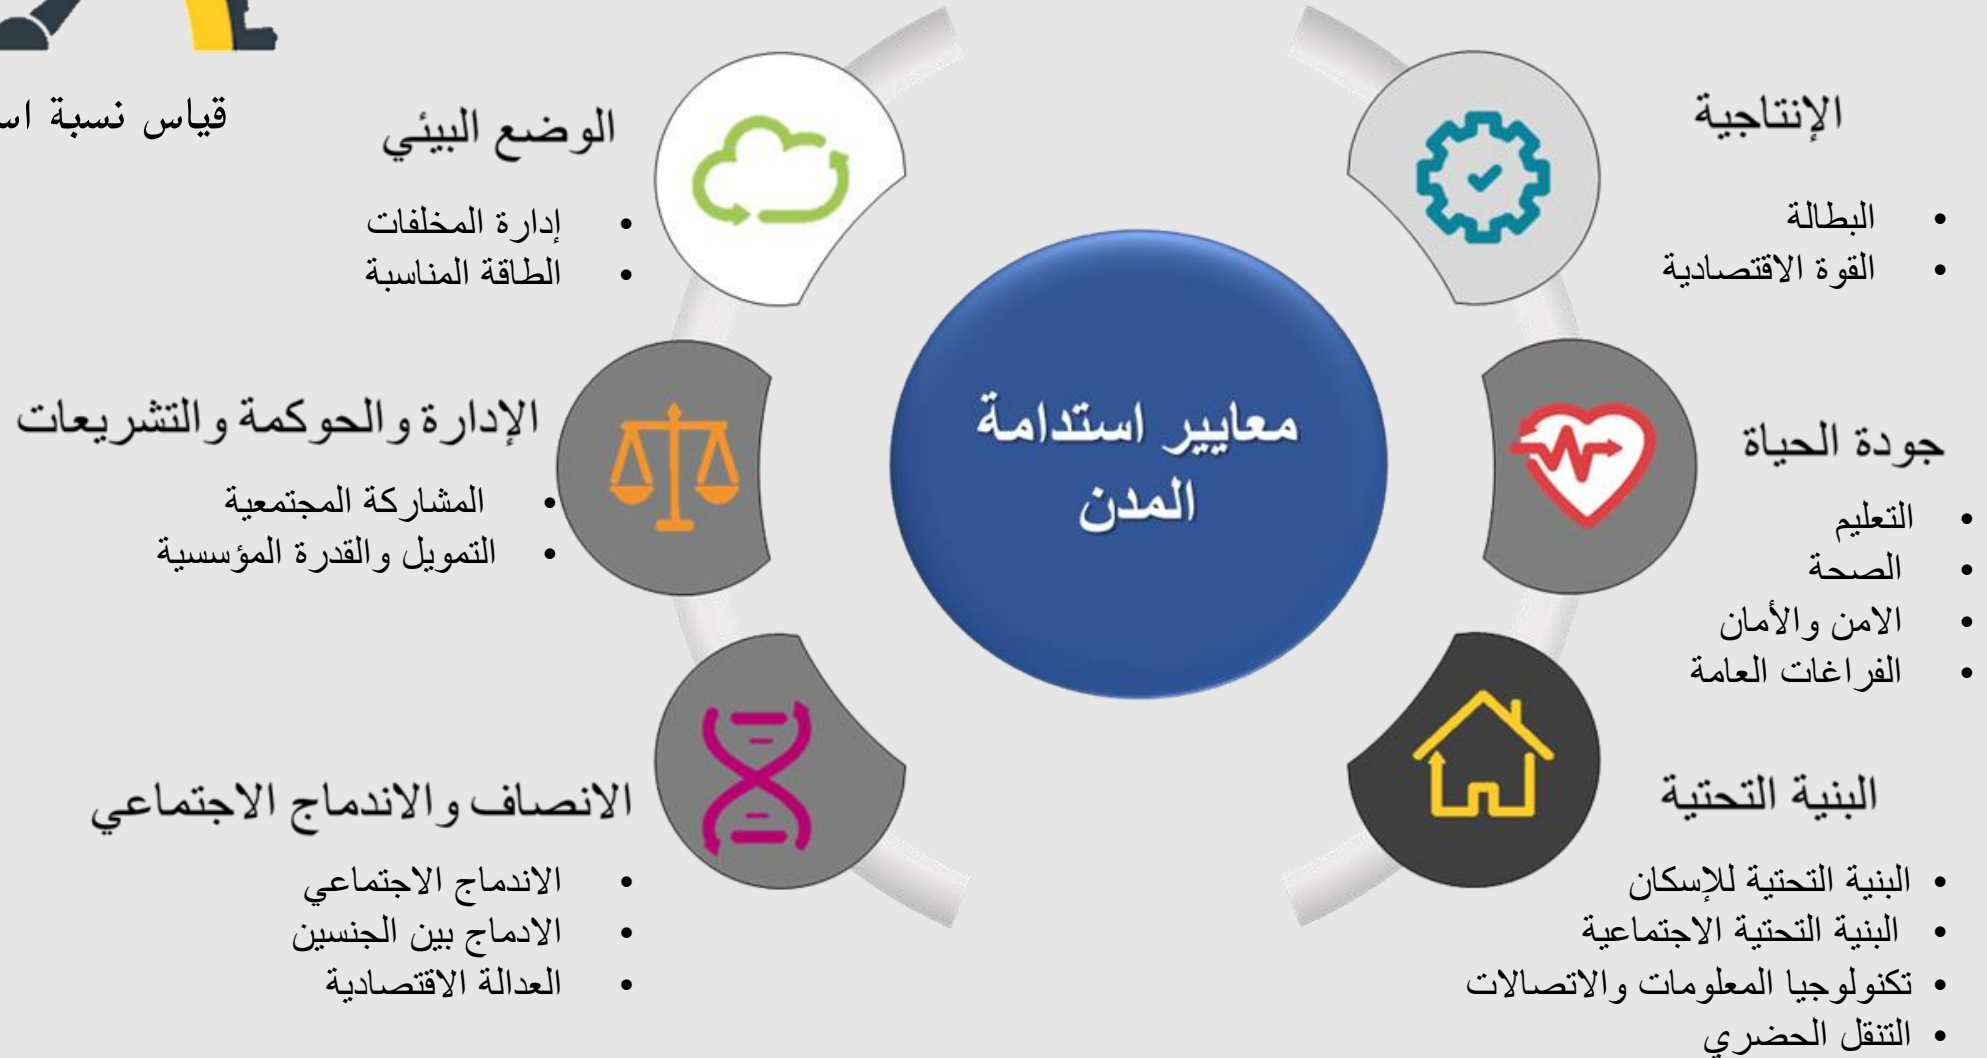 معايير استدامة
المدن
الإنتاجية
• البطالة
• القوة الاقتصادية
جودة الحياة
• التعليم
• الصحة
• الامن والأمان
• الفراغات العامة
البنية التحتية
• البنية التحتية للإسكان
• البنية التحتية الاجتماعية
• تكنولوجيا المعلومات والاتصالات
• التنقل الحضري
الوضع البيئي
• إدارة المخلفات
• الطاقة المناسبة
الإدارة والحوكمة والتشريعات
• المشاركة المجتمعية
• التمويل والقدرة المؤسسية
الانصاف والاندماج الاجتماعي
• الاندماج الاجتماعي
• الادماج بين الجنسين
• العدالة الاقتصادية
قياس نسبة